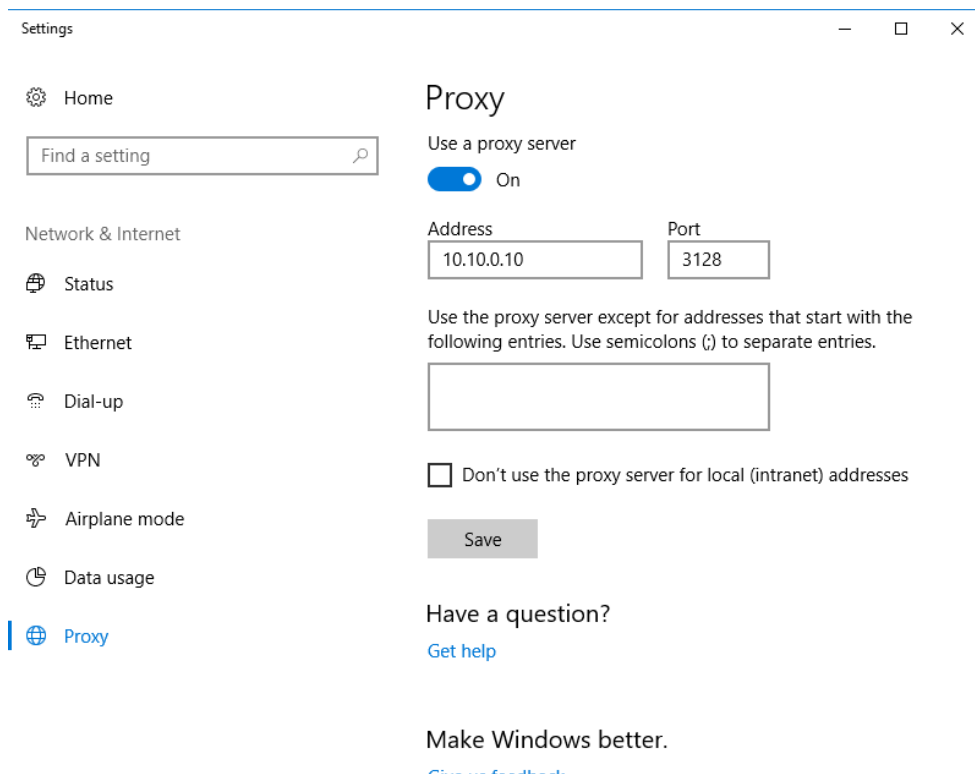 Settings
Home
Find a setting
Network & Internet
Status
Ethernet
Dial-up
VPN
Airplane mode
Data usage
Proxy
Proxy
Use a proxy server
On
Address
Port
10.10.0.10
3128
Use the proxy server except for addresses that start with the
following entries. Use semicolons (;) to separate entries.
Don't use the proxy server for local (intranet) addresses
Save
Have a question?
Get help
Make Windows better.
Give us feedback